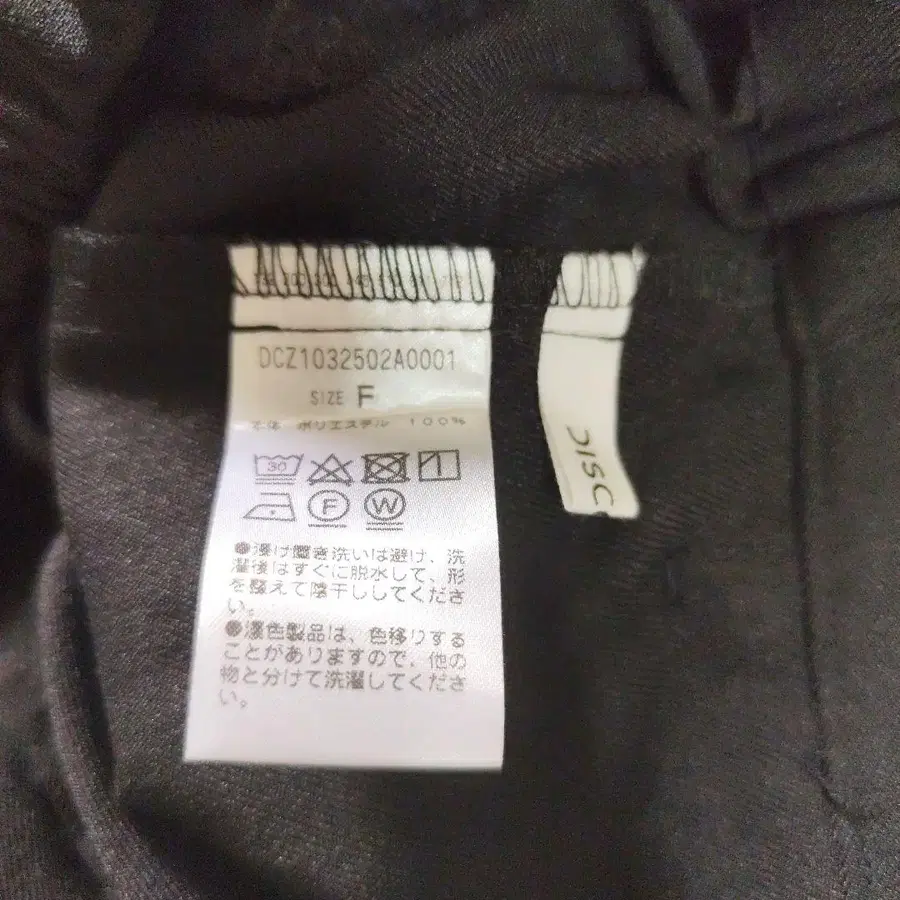 DCZ1032502A0001
SIZE F
本体 ポリエステル 100%
30
F
W
●浸け置き洗いは避け、洗
濯後はすぐに脱水して、形
を整えて陰干ししてくださ
い。
●濃色製品は、色移りする
ことがありますので、他の
物と分けて洗濯してくださ
い。
DISC